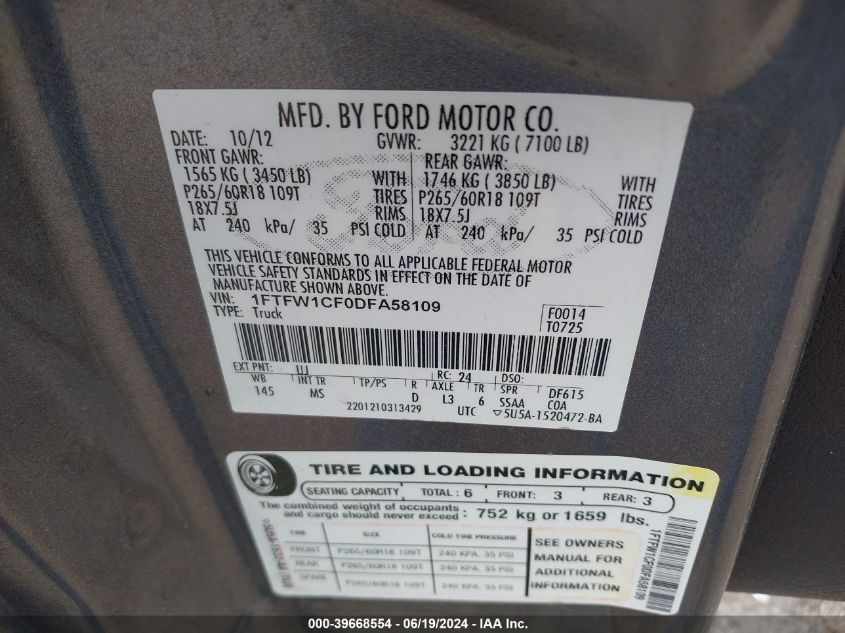 MFD. BY FORD MOTOR CO.
DATE: 10/12 GVWR: 3221 KG ( 7100 LB)
FRONT GAWR: REAR GAWR:
1565 KG ( 3450 LB) WITH 1746 KG ( 3850 LB) WITH
P265/60R18 109T TIRES P265/60R18 109T TIRES
18X7.5J RIMS 18X7.5J RIMS
AT 240 kPa/ 35 PSI COLD AT 240 kPa/ 35 PSI COLD
THIS VEHICLE CONFORMS TO ALL APPLICABLE FEDERAL MOTOR
VEHICLE SAFETY STANDARDS IN EFFECT ON THE DATE OF
MANUFACTURE SHOWN ABOVE.
VIN: 1FTFW1CF0DFA58109 F0014
TYPE: Truck T0725
EXT PNT: UJ RC: 24 DSO:
WB INT TR TP/PS R AXLE TR SPR DF615
145 MS D L3 6 SSAA COA
2201210313429 UTC ▽5U5A-1520472-BA
TIRE AND LOADING INFORMATION
SEATING CAPACITY TOTAL: 6 FRONT: 3 REAR: 3
The combined weight of occupants
and cargo should never exceed : 752 kg or 1659 lbs.
TIRE SIZE COLD TIRE PRESSURE
FRONT P265/60R18 109T 240 KPA, 35 PSI
REAR P265/60R18 109T 240 KPA, 35 PSI
SPARE P265/60R18 109T 240 KPA, 35 PSI
SEE OWNERS
MANUAL FOR
ADDITIONAL
INFORMATION
1FTFW1CF0DFA58109
000-39668554 - 06/19/2024 - IAA Inc.